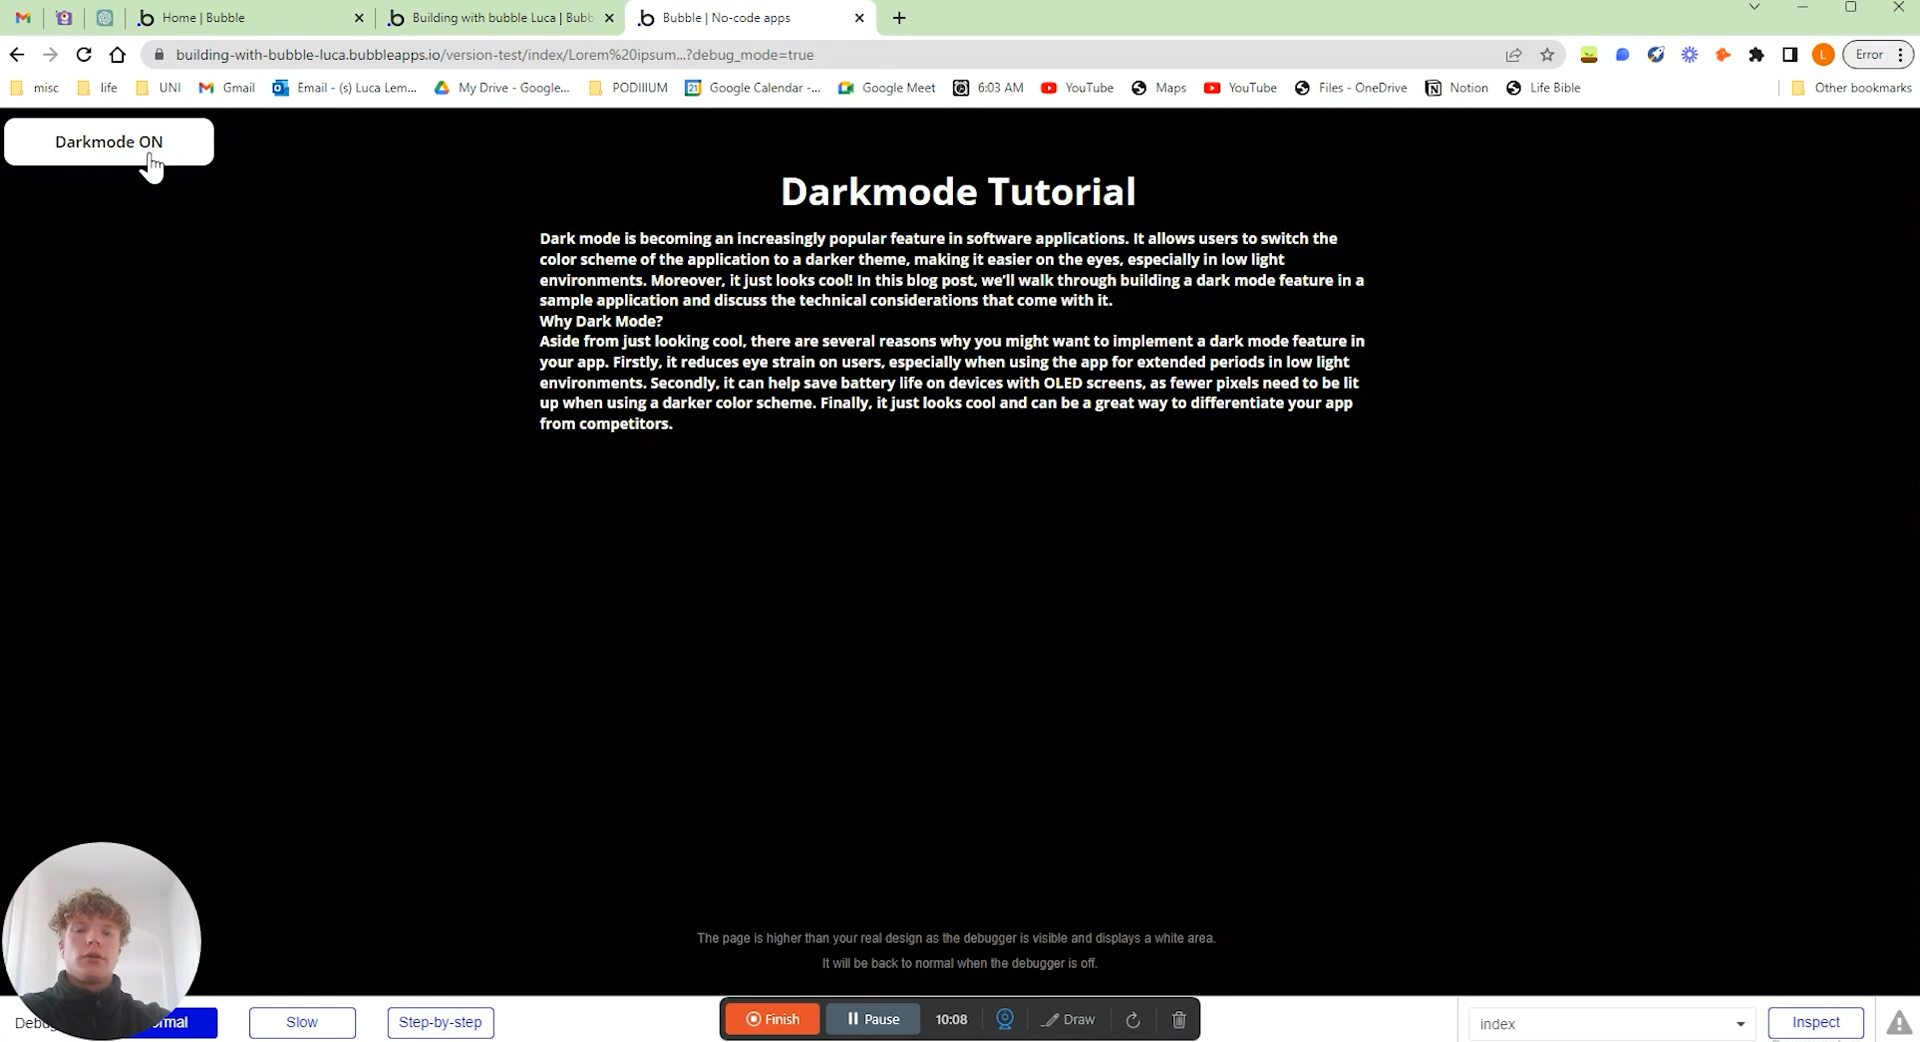 Home | Bubble
Building with bubble Luca | Bubb
Bubble | No-code apps
building-with-bubble-luca.bubbleapps.io/version-test/index/Lorem%20ipsum...?debug_mode=true
L
Error
misc
life
UNI
Gmail
Email - (s) Luca Lem...
My Drive - Google...
PODIIIUM
Google Calendar -...
Google Meet
6:03 AM
YouTube
Maps
YouTube
Files - OneDrive
Notion
Life Bible
Other bookmarks
Darkmode ON
Darkmode Tutorial
Dark mode is becoming an increasingly popular feature in software applications. It allows users to switch the
color scheme of the application to a darker theme, making it easier on the eyes, especially in low light
environments. Moreover, it just looks cool! In this blog post, we'll walk through building a dark mode feature in a
sample application and discuss the technical considerations that come with it.
Why Dark Mode?
Aside from just looking cool, there are several reasons why you might want to implement a dark mode feature in
your app. Firstly, it reduces eye strain on users, especially when using the app for extended periods in low light
environments. Secondly, it can help save battery life on devices with OLED screens, as fewer pixels need to be lit
up when using a darker color scheme. Finally, it just looks cool and can be a great way to differentiate your app
from competitors.
The page is higher than your real design as the debugger is visible and displays a white area.
It will be back to normal when the debugger is off.
Debu
rmal
Slow
Step-by-step
Finish
Pause
10:08
Draw
index
Inspect